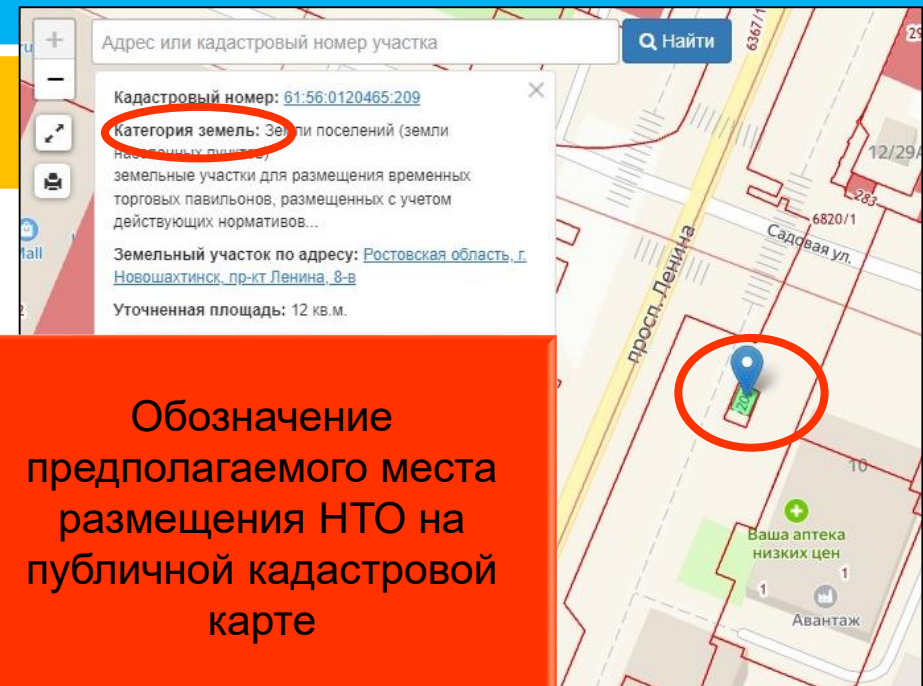 Адрес или кадастровый номер участка
Найти
Кадастровый номер: 61:56:0120465:209
Категория земель: Земли поселений (земли
населенных пунктов)
земельные участки для размещения временных
торговых павильонов, размещенных с учетом
действующих нормативов...
Земельный участок по адресу: Ростовская область, г.
Новошахтинск, пр-кт Ленина, 8-в
Уточненная площадь: 12 кв.м.
Обозначение
предполагаемого места
размещения НТО на
публичной кадастровой
карте
6367/1
29
12/29А
283
6820/1
Садовая ул.
просп. Ленина
10
Ваша аптека
низких цен
1
1
Авантаж